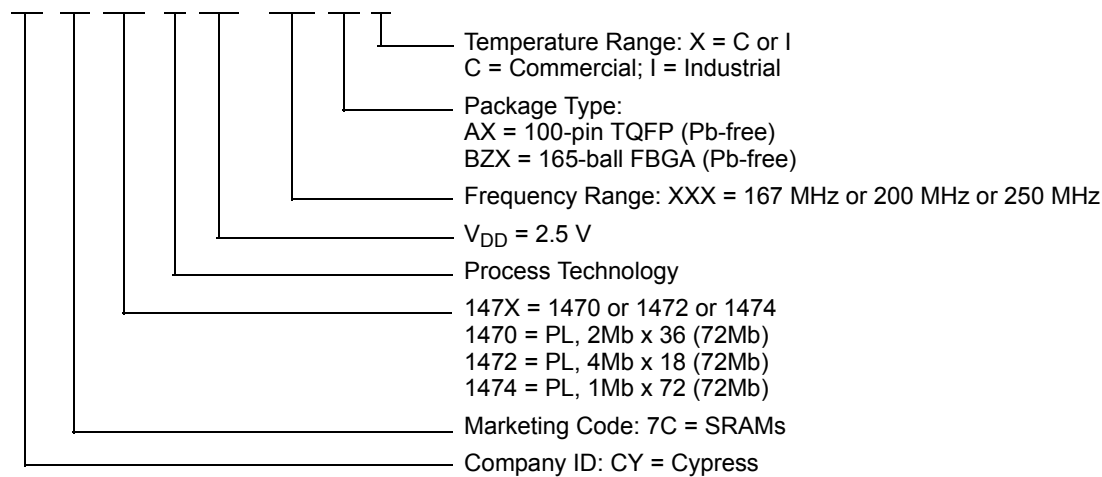 Temperature Range: X = C or I
C = Commercial; I = Industrial
Package Type:
AX = 100-pin TQFP (Pb-free)
BZX = 165-ball FBGA (Pb-free)
Frequency Range: XXX = 167 MHz or 200 MHz or 250 MHz
VDD = 2.5 V
Process Technology
147X = 1470 or 1472 or 1474
1470 = PL, 2Mb x 36 (72Mb)
1472 = PL, 4Mb x 18 (72Mb)
1474 = PL, 1Mb x 72 (72Mb)
Marketing Code: 7C = SRAMs
Company ID: CY = Cypress